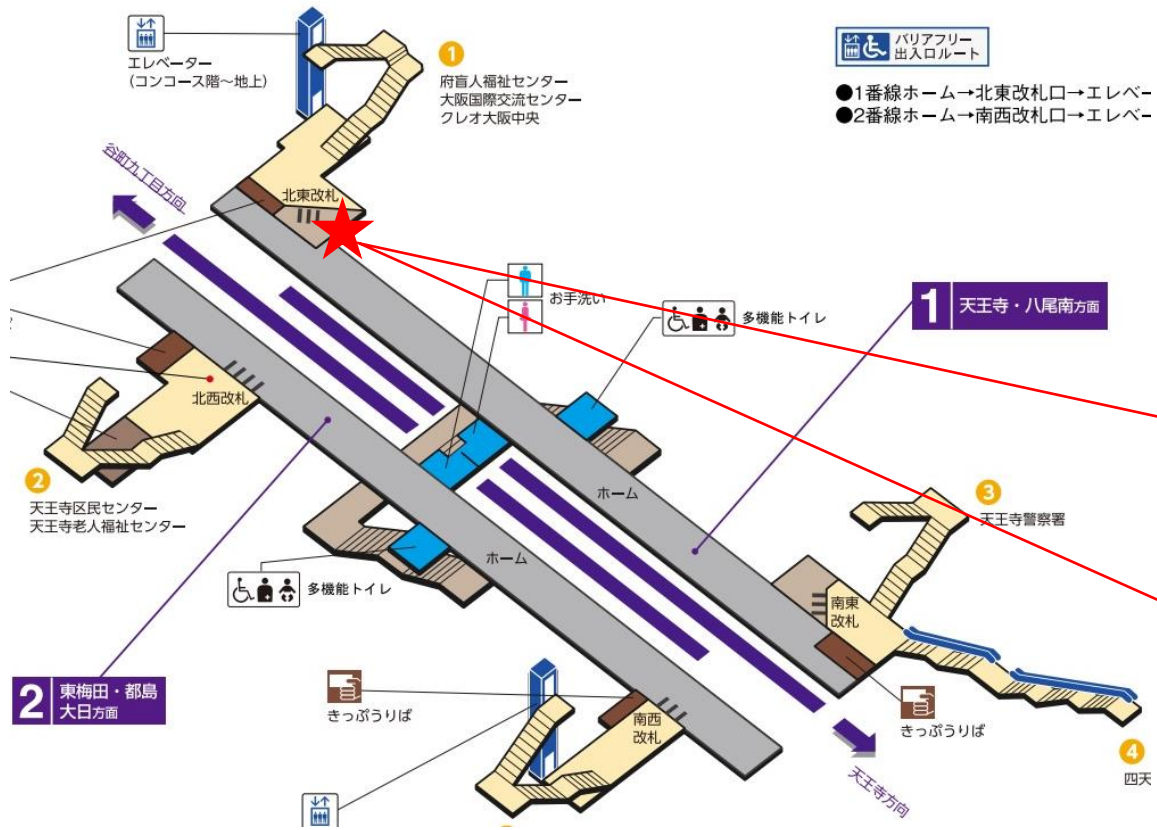 エレベーター
(コンコース階〜地上)
1
府盲人福祉センター
大阪国際交流センター
クレオ大阪中央
バリアフリー
出入口ルート
●1番線ホーム→北東改札口→エレベー
●2番線ホーム→南西改札口→エレベー
谷町九丁目方向
北東改札
お手洗い
多機能トイレ
1 天王寺・八尾南方面
北西改札
2
天王寺区民センター
天王寺老人福祉センター
ホーム
3
天王寺警察署
ホーム
多機能トイレ
南東
改札
2 東梅田・都島
大日方面
きっぷうりば
南西
改札
きっぷうりば
天王寺方向
4
四天